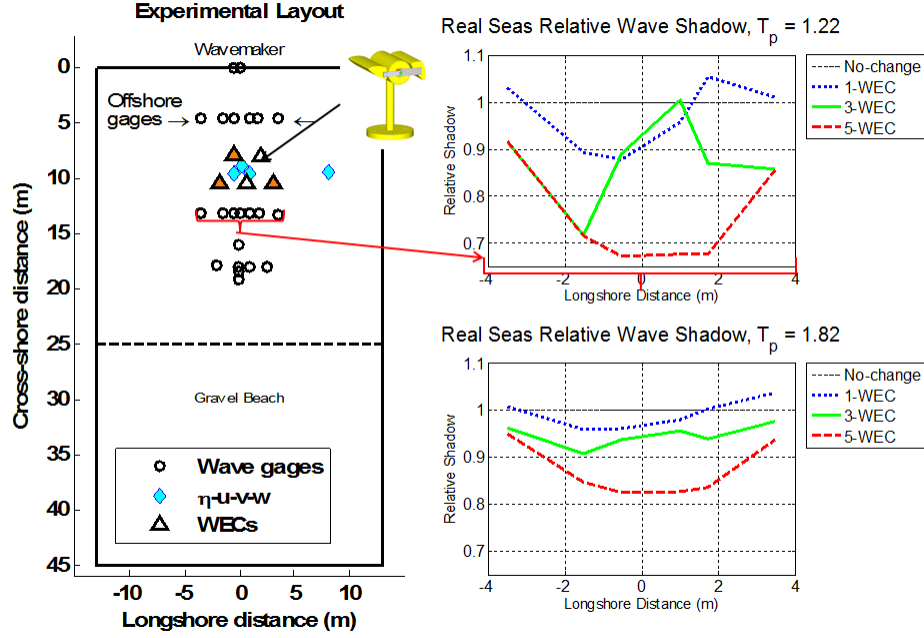 Experimental Layout
Wavemaker
Offshore
gages
0
5
10
15
20
25
30
35
40
45
Cross-shore distance (m)
Gravel Beach
Wave gages
η-u-v-w
WECs
-10
-5
0
5
10
Longshore distance (m)
Real Seas Relative Wave Shadow, Tp = 1.22
1.1
1
0.9
0.8
0.7
Relative Shadow
-4
-2
0
2
4
Longshore Distance (m)
No-change
1-WEC
3-WEC
5-WEC
Real Seas Relative Wave Shadow, Tp = 1.82
1.1
1
0.9
0.8
0.7
Relative Shadow
-4
-2
0
2
4
Longshore Distance (m)
No-change
1-WEC
3-WEC
5-WEC